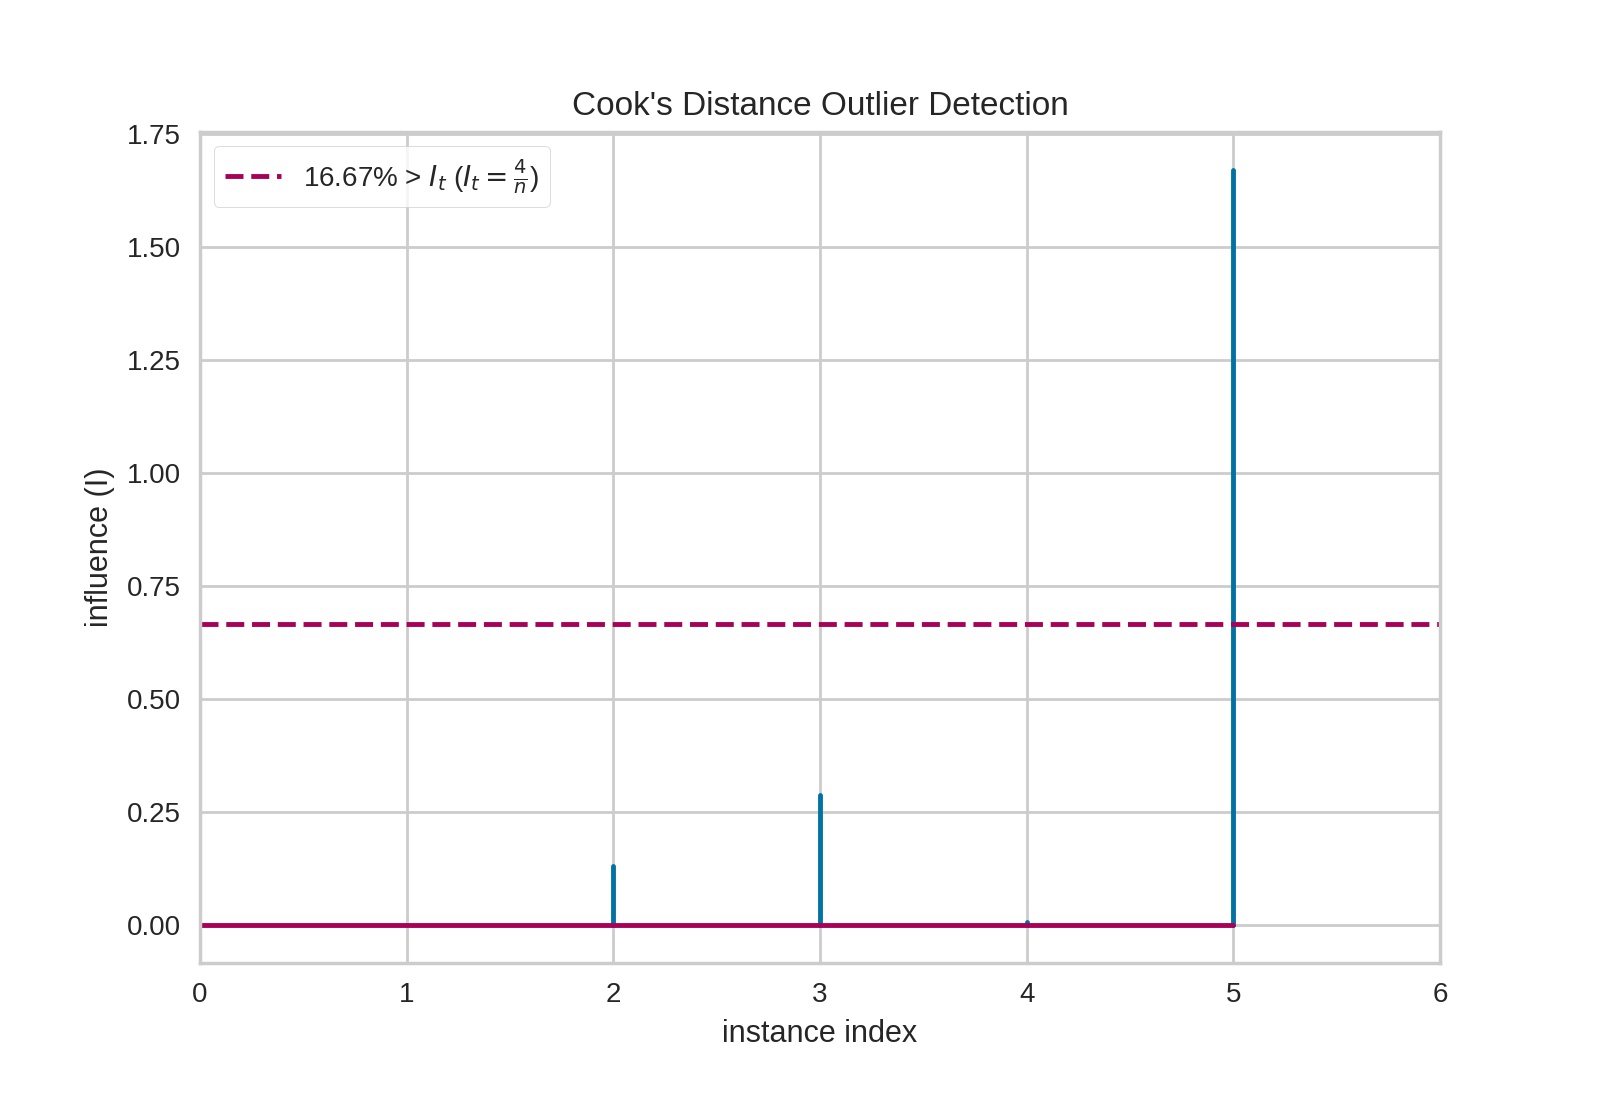 Cook's Distance Outlier Detection
1.75
16.67% > I_t (I_t = 4/n)
1.50
1.25
1.00
0.75
0.50
0.25
0.00
influence (I)
0 1 2 3 4 5 6
instance index